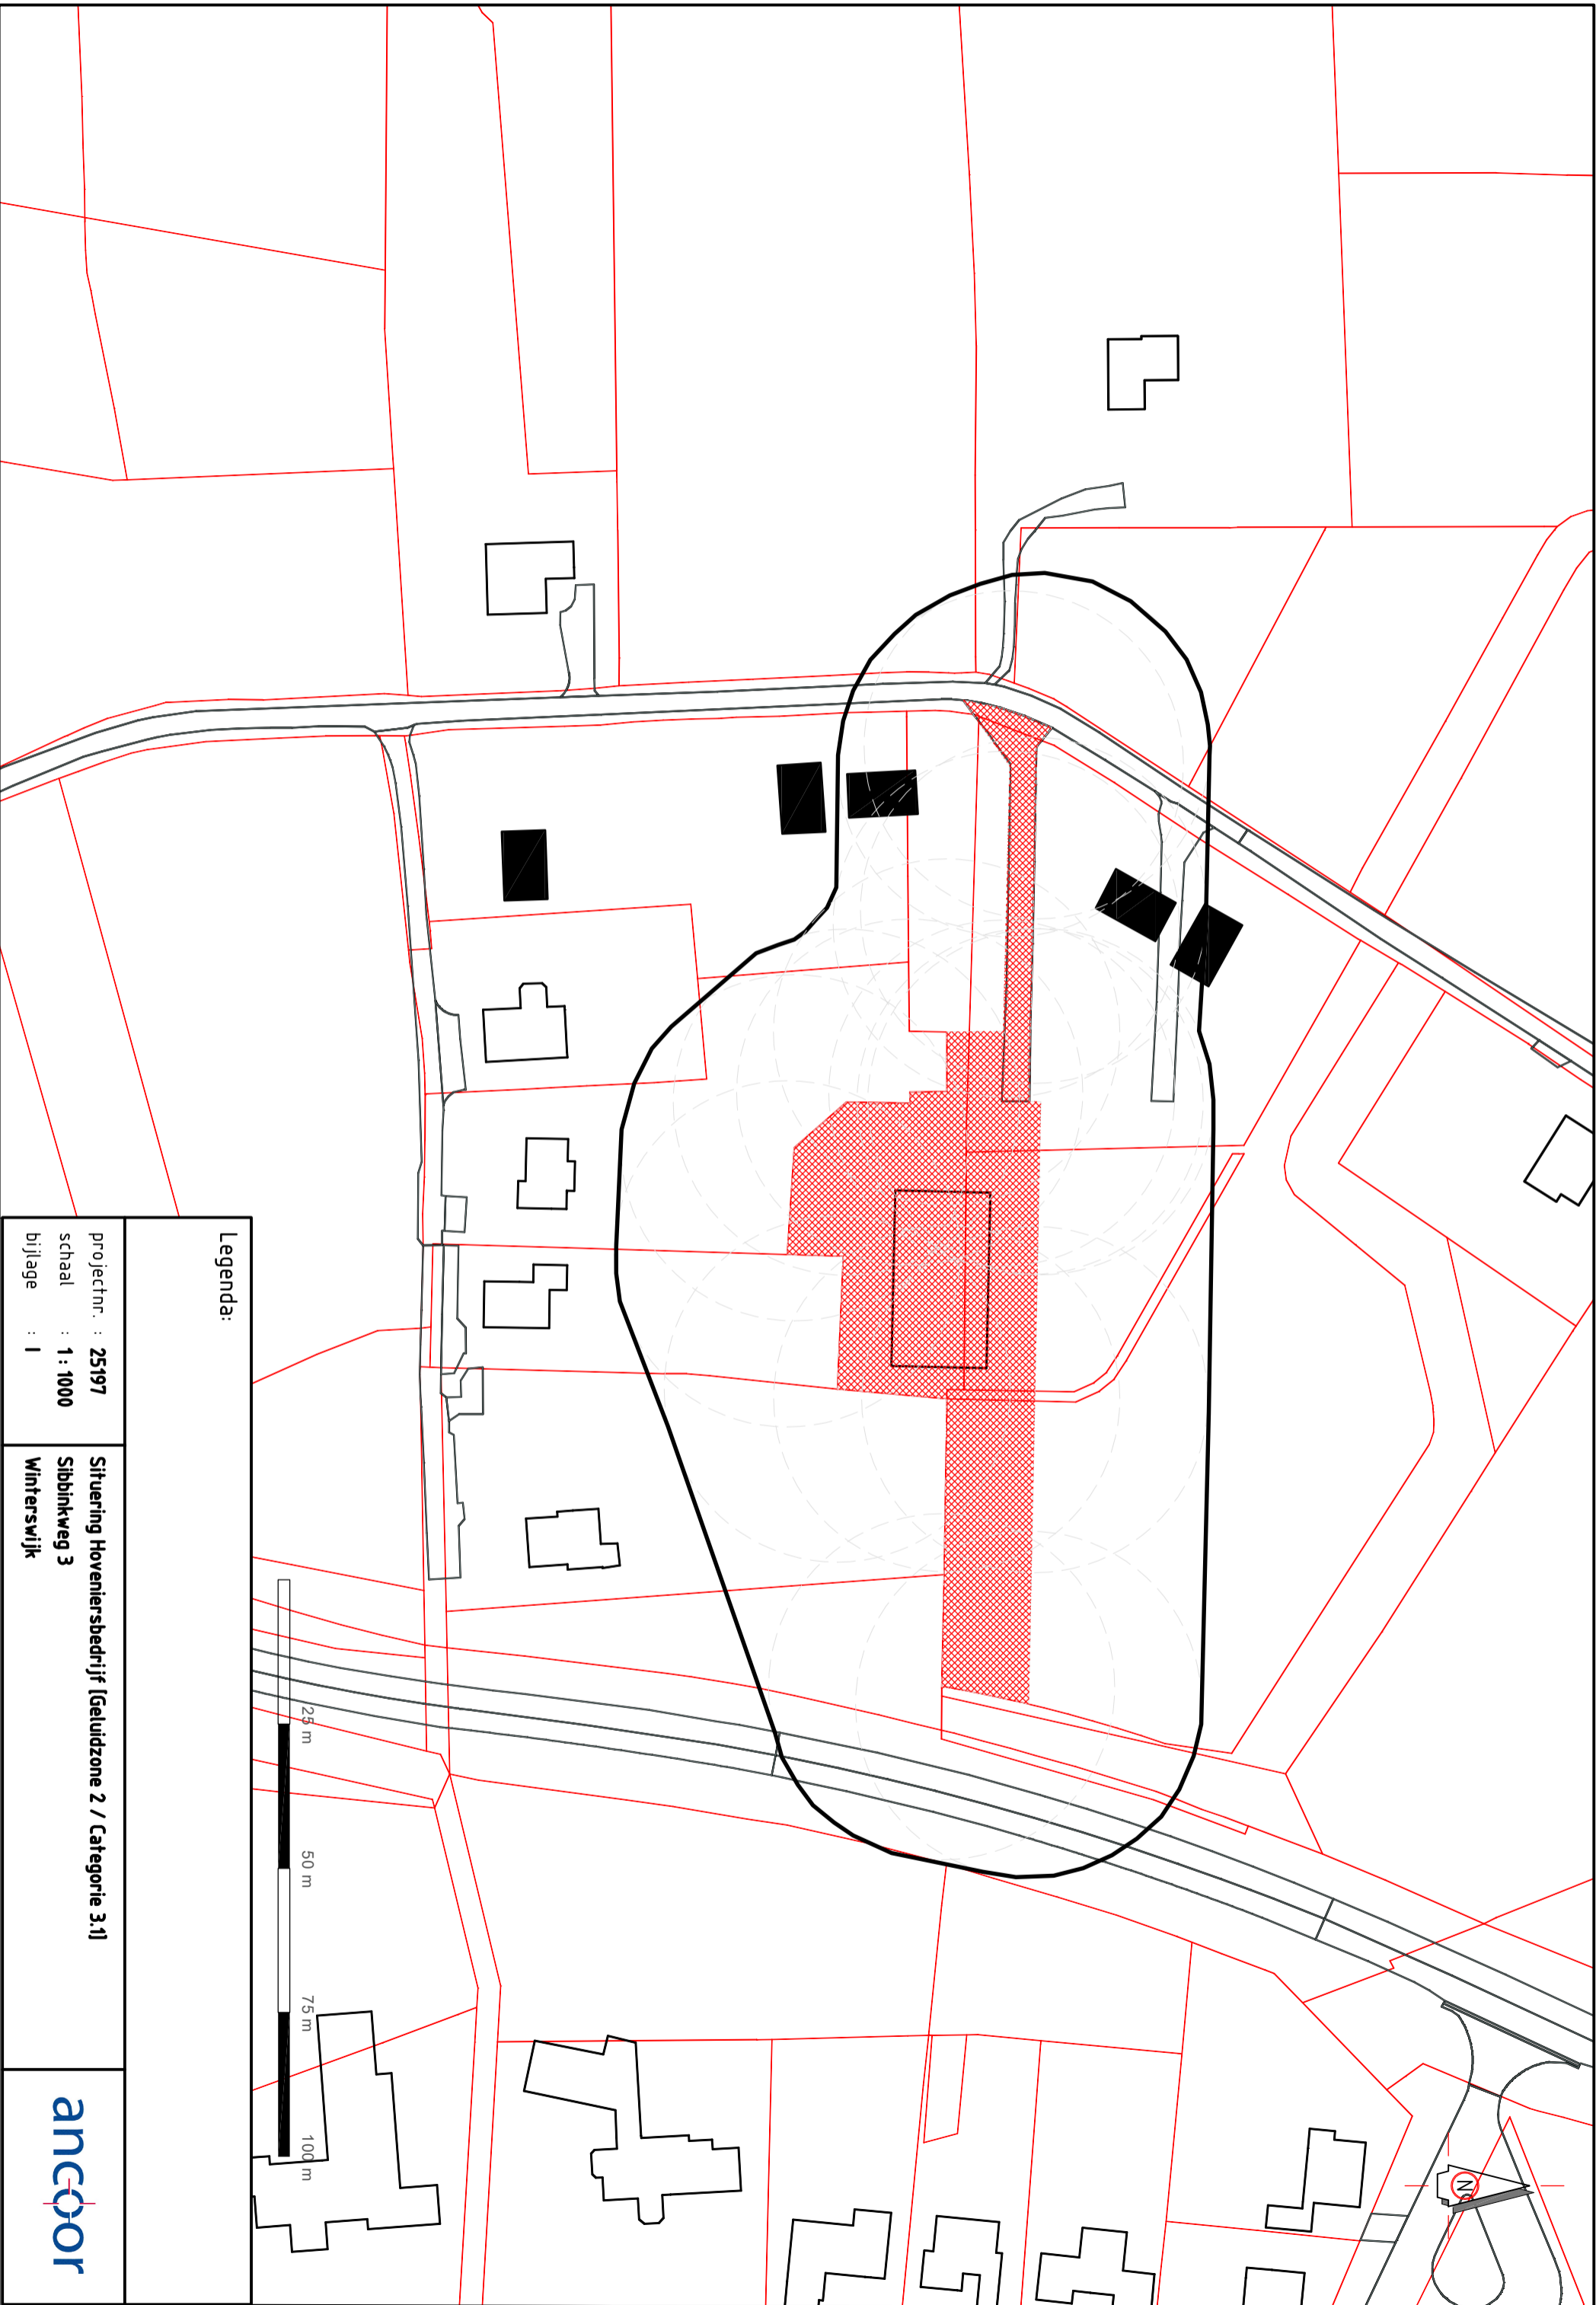 N
Legenda:
25 m
50 m
75 m
100 m
projectnr. : 25197
schaal : 1: 1000
bijlage : I
Situering Hoveniersbedrijf [Geluidzone 2 / Categorie 3.1]
Sibbinkweg 3
Winterswijk
ancoor